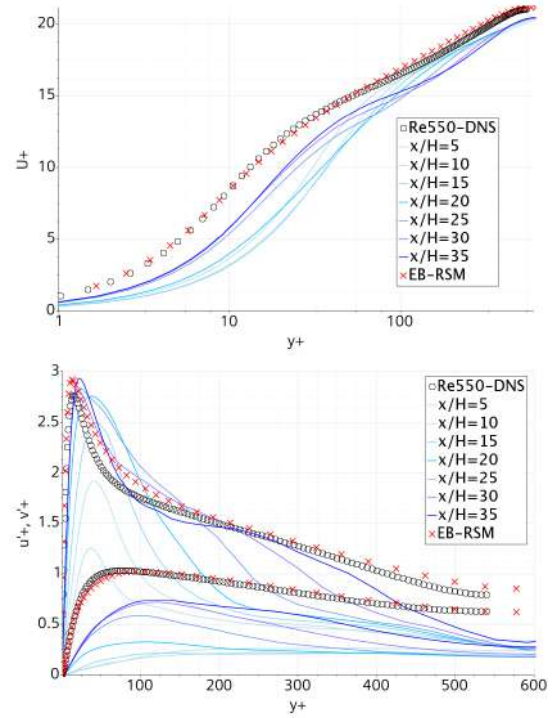 20
15
10
5
0
U+
Re550-DNS
x/H=5
x/H=10
x/H=15
x/H=20
x/H=25
x/H=30
x/H=35
EB-RSM
1
10
100
y+
3
2.5
2
1.5
1
0.5
0
u'+, v'+
Re550-DNS
x/H=5
x/H=10
x/H=15
x/H=20
x/H=25
x/H=30
x/H=35
EB-RSM
100 200 300 400 500 600
y+